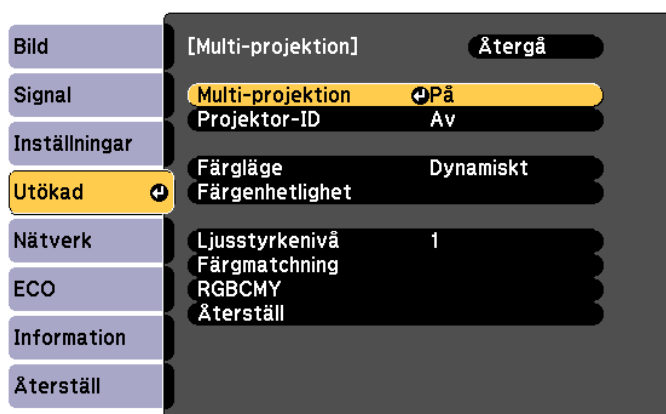 Bild
Signal
Inställningar
Utökad
Nätverk
ECO
Information
Återställ
[Multi-projektion] Återgå
Multi-projektion På
Projektor-ID Av
Färgläge Dynamiskt
Färgenhetlighet
Ljusstyrkenivå 1
Färgmatchning
RGBCMY
Återställ